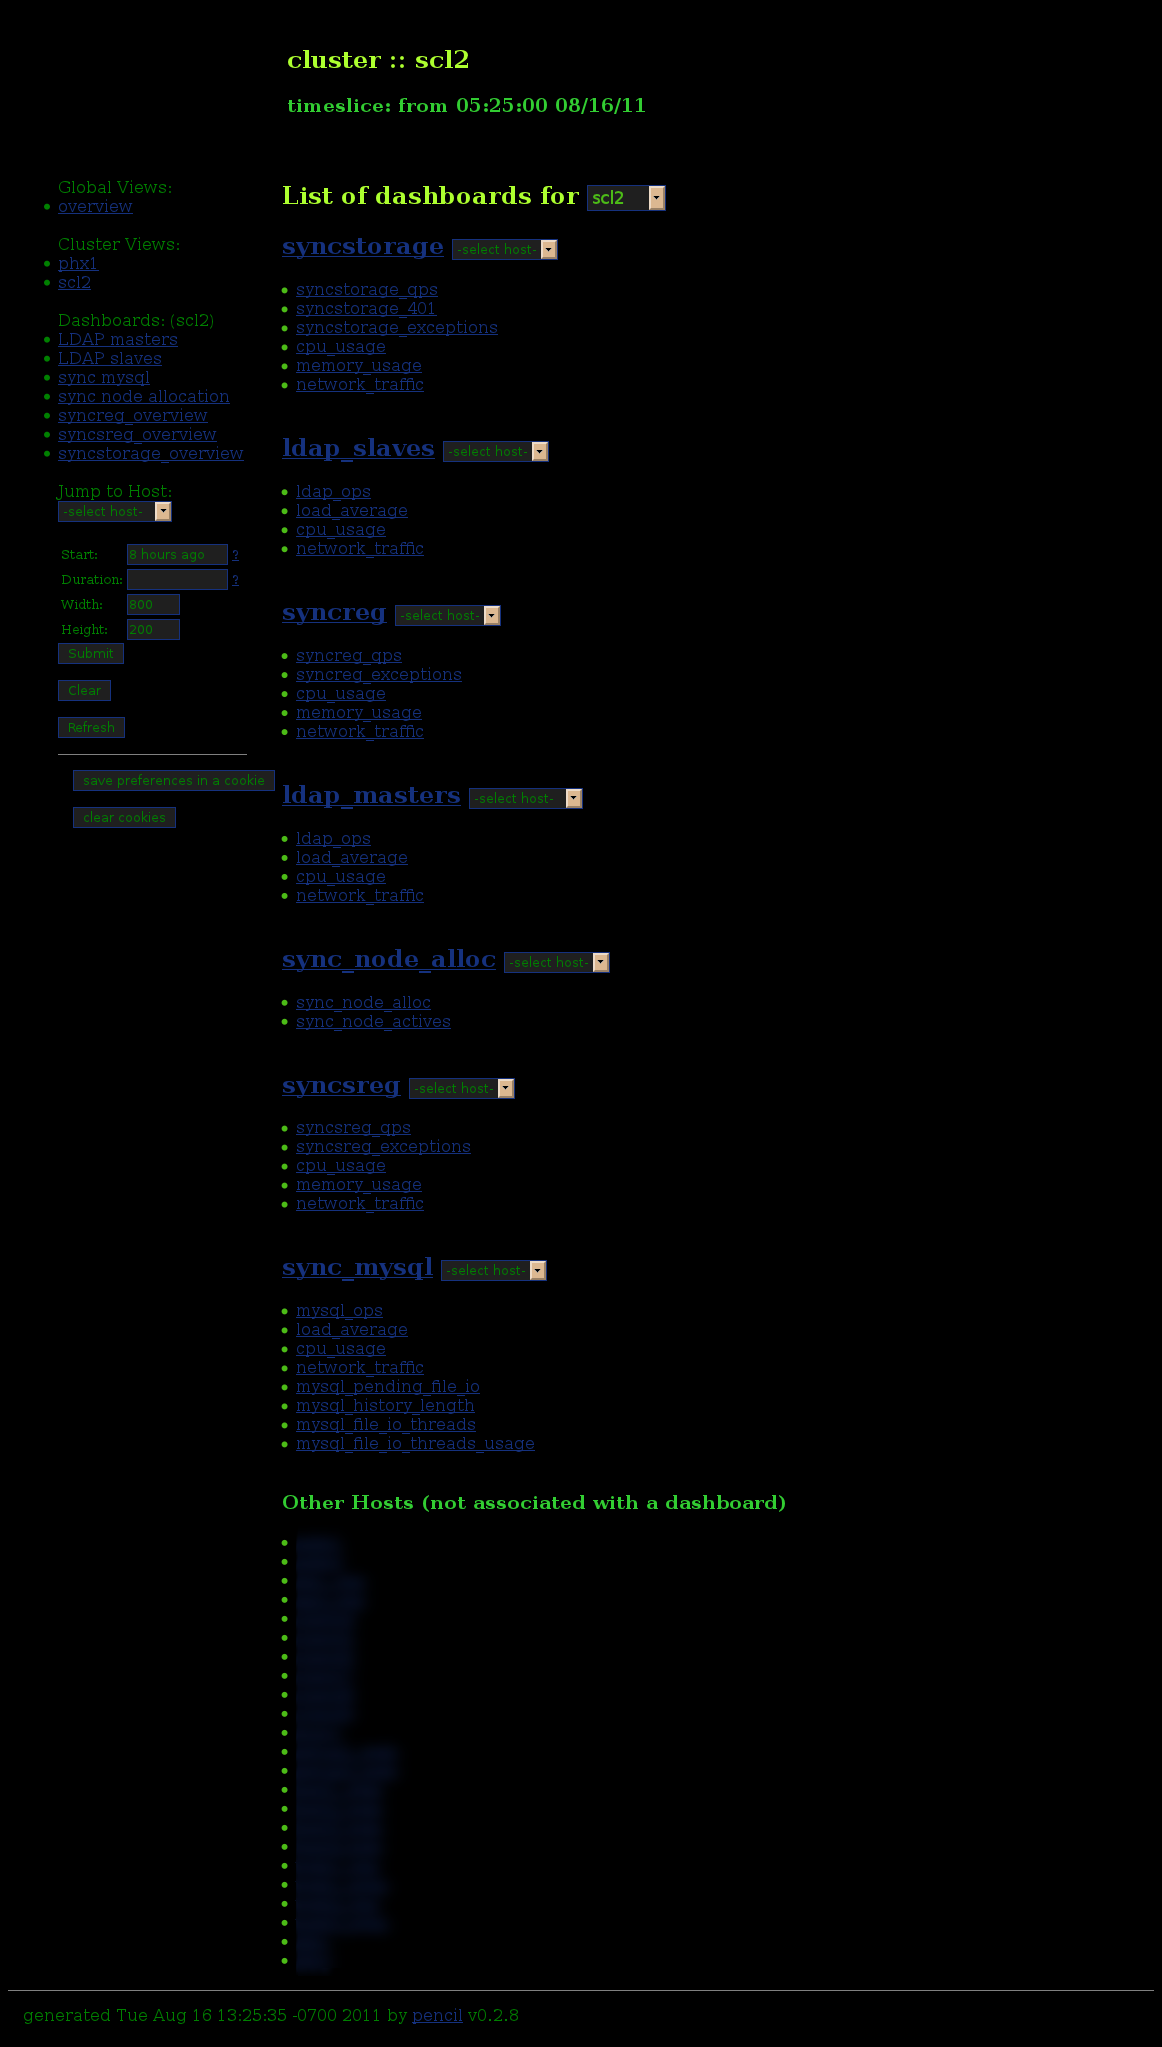 cluster :: scl2
timeslice: from 05:25:00 08/16/11
Global Views:
overview
Cluster Views:
phx1
scl2
Dashboards: (scl2)
LDAP masters
LDAP slaves
sync mysql
sync node allocation
syncreg_overview
syncsreg_overview
syncstorage_overview
Jump to Host:
-select host-
Start: 8 hours ago ?
Duration: ?
Width: 800
Height: 200
Submit
Clear
Refresh
save preferences in a cookie
clear cookies
List of dashboards for scl2
syncstorage -select host-
syncstorage_qps
syncstorage_401
syncstorage_exceptions
cpu_usage
memory_usage
network_traffic
ldap_slaves -select host-
ldap_ops
load_average
cpu_usage
network_traffic
syncreg -select host-
syncreg_qps
syncreg_exceptions
cpu_usage
memory_usage
network_traffic
ldap_masters -select host-
ldap_ops
load_average
cpu_usage
network_traffic
sync_node_alloc -select host-
sync_node_alloc
sync_node_actives
syncsreg -select host-
syncsreg_qps
syncsreg_exceptions
cpu_usage
memory_usage
network_traffic
sync_mysql -select host-
mysql_ops
load_average
cpu_usage
network_traffic
mysql_pending_file_io
mysql_history_length
mysql_file_io_threads
mysql_file_io_threads_usage
Other Hosts (not associated with a dashboard)
generated Tue Aug 16 13:25:35 -0700 2011 by pencil v0.2.8